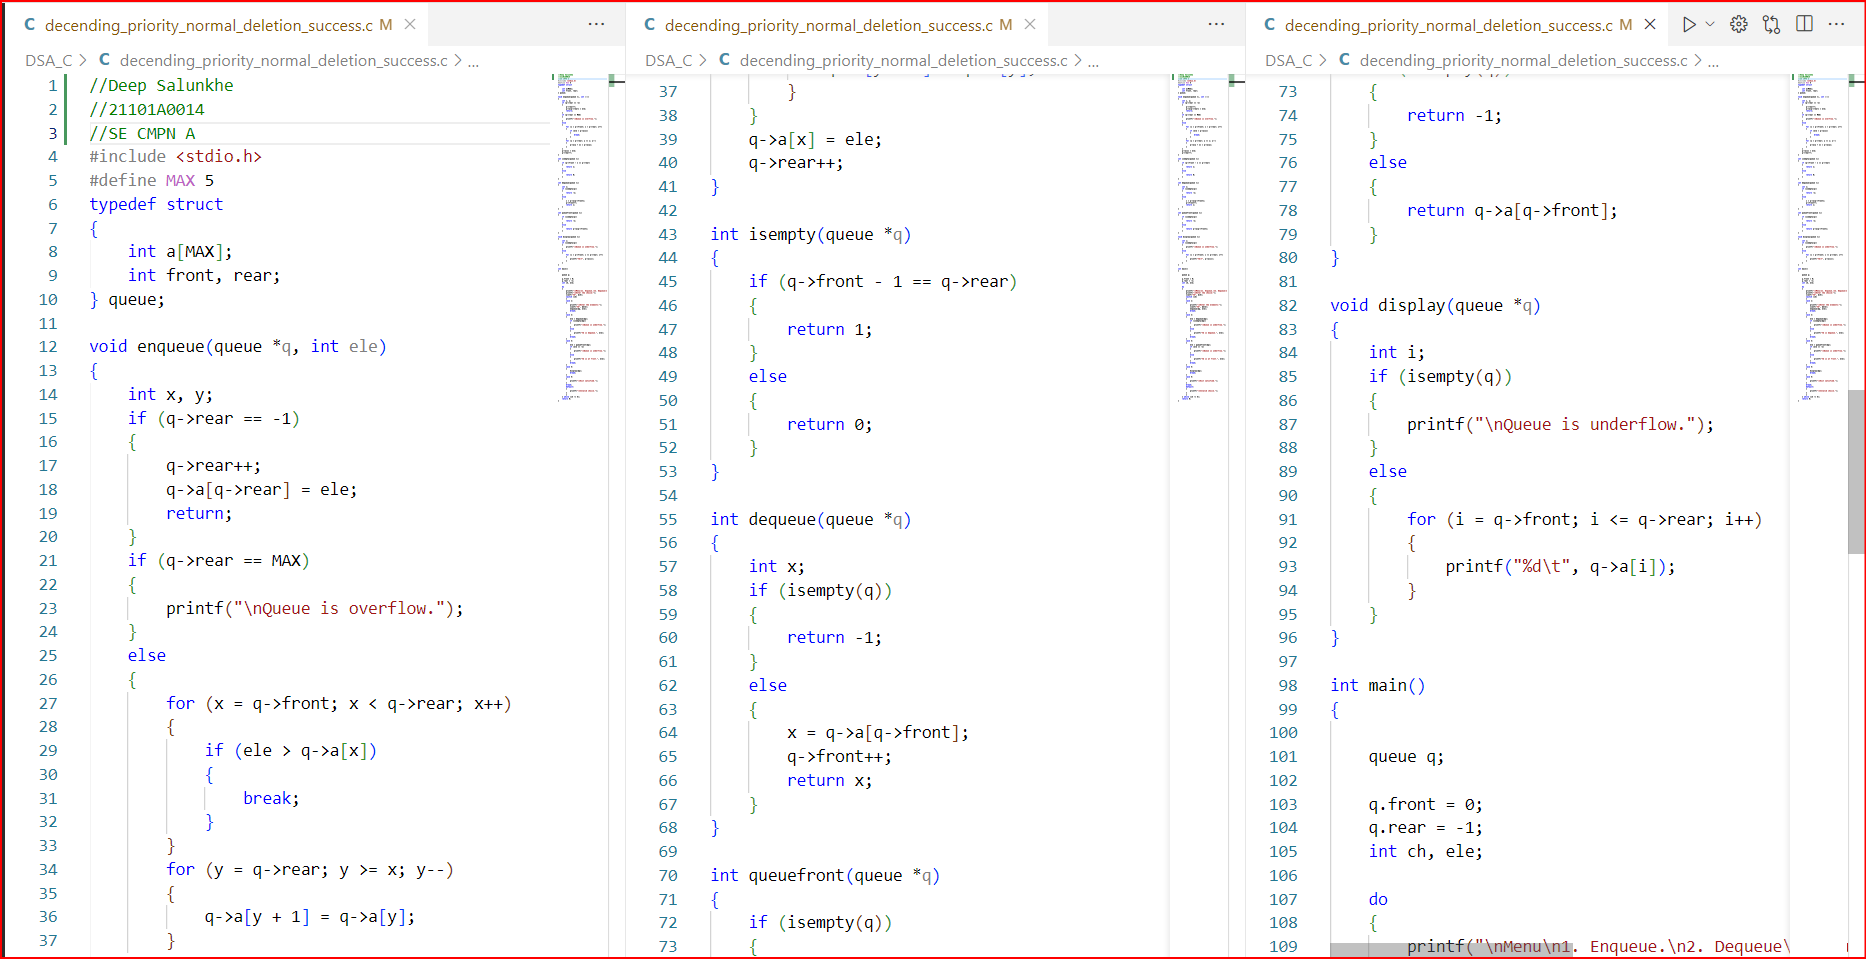 C decending_priority_normal_deletion_success.c M
DSA_C > C decending_priority_normal_deletion_success.c > ...
1 //Deep Salunkhe
2 //21101A0014
3 //SE CMPN A
4 #include <stdio.h>
5 #define MAX 5
6 typedef struct
7 {
8 int a[MAX];
9 int front, rear;
10 } queue;
11
12 void enqueue(queue *q, int ele)
13 {
14 int x, y;
15 if (q->rear == -1)
16 {
17 q->rear++;
18 q->a[q->rear] = ele;
19 return;
20 }
21 if (q->rear == MAX)
22 {
23 printf("\nQueue is overflow.");
24 }
25 else
26 {
27 for (x = q->front; x < q->rear; x++)
28 {
29 if (ele > q->a[x])
30 {
31 break;
32 }
33 }
34 for (y = q->rear; y >= x; y--)
35 {
36 q->a[y + 1] = q->a[y];
37 }
C decending_priority_normal_deletion_success.c M
DSA_C > C decending_priority_normal_deletion_success.c > ...
37 }
38 }
39 q->a[x] = ele;
40 q->rear++;
41 }
42
43 int isempty(queue *q)
44 {
45 if (q->front - 1 == q->rear)
46 {
47 return 1;
48 }
49 else
50 {
51 return 0;
52 }
53 }
54
55 int dequeue(queue *q)
56 {
57 int x;
58 if (isempty(q))
59 {
60 return -1;
61 }
62 else
63 {
64 x = q->a[q->front];
65 q->front++;
66 return x;
67 }
68 }
69
70 int queuefront(queue *q)
71 {
72 if (isempty(q))
73 {
C decending_priority_normal_deletion_success.c M
DSA_C > C decending_priority_normal_deletion_success.c > ...
73 {
74 return -1;
75 }
76 else
77 {
78 return q->a[q->front];
79 }
80 }
81
82 void display(queue *q)
83 {
84 int i;
85 if (isempty(q))
86 {
87 printf("\nQueue is underflow.");
88 }
89 else
90 {
91 for (i = q->front; i <= q->rear; i++)
92 {
93 printf("%d\t", q->a[i]);
94 }
95 }
96 }
97
98 int main()
99 {
100
101 queue q;
102
103 q.front = 0;
104 q.rear = -1;
105 int ch, ele;
106
107 do
108 {
109 printf("\nMenu\n1. Enqueue.\n2. Dequeue\